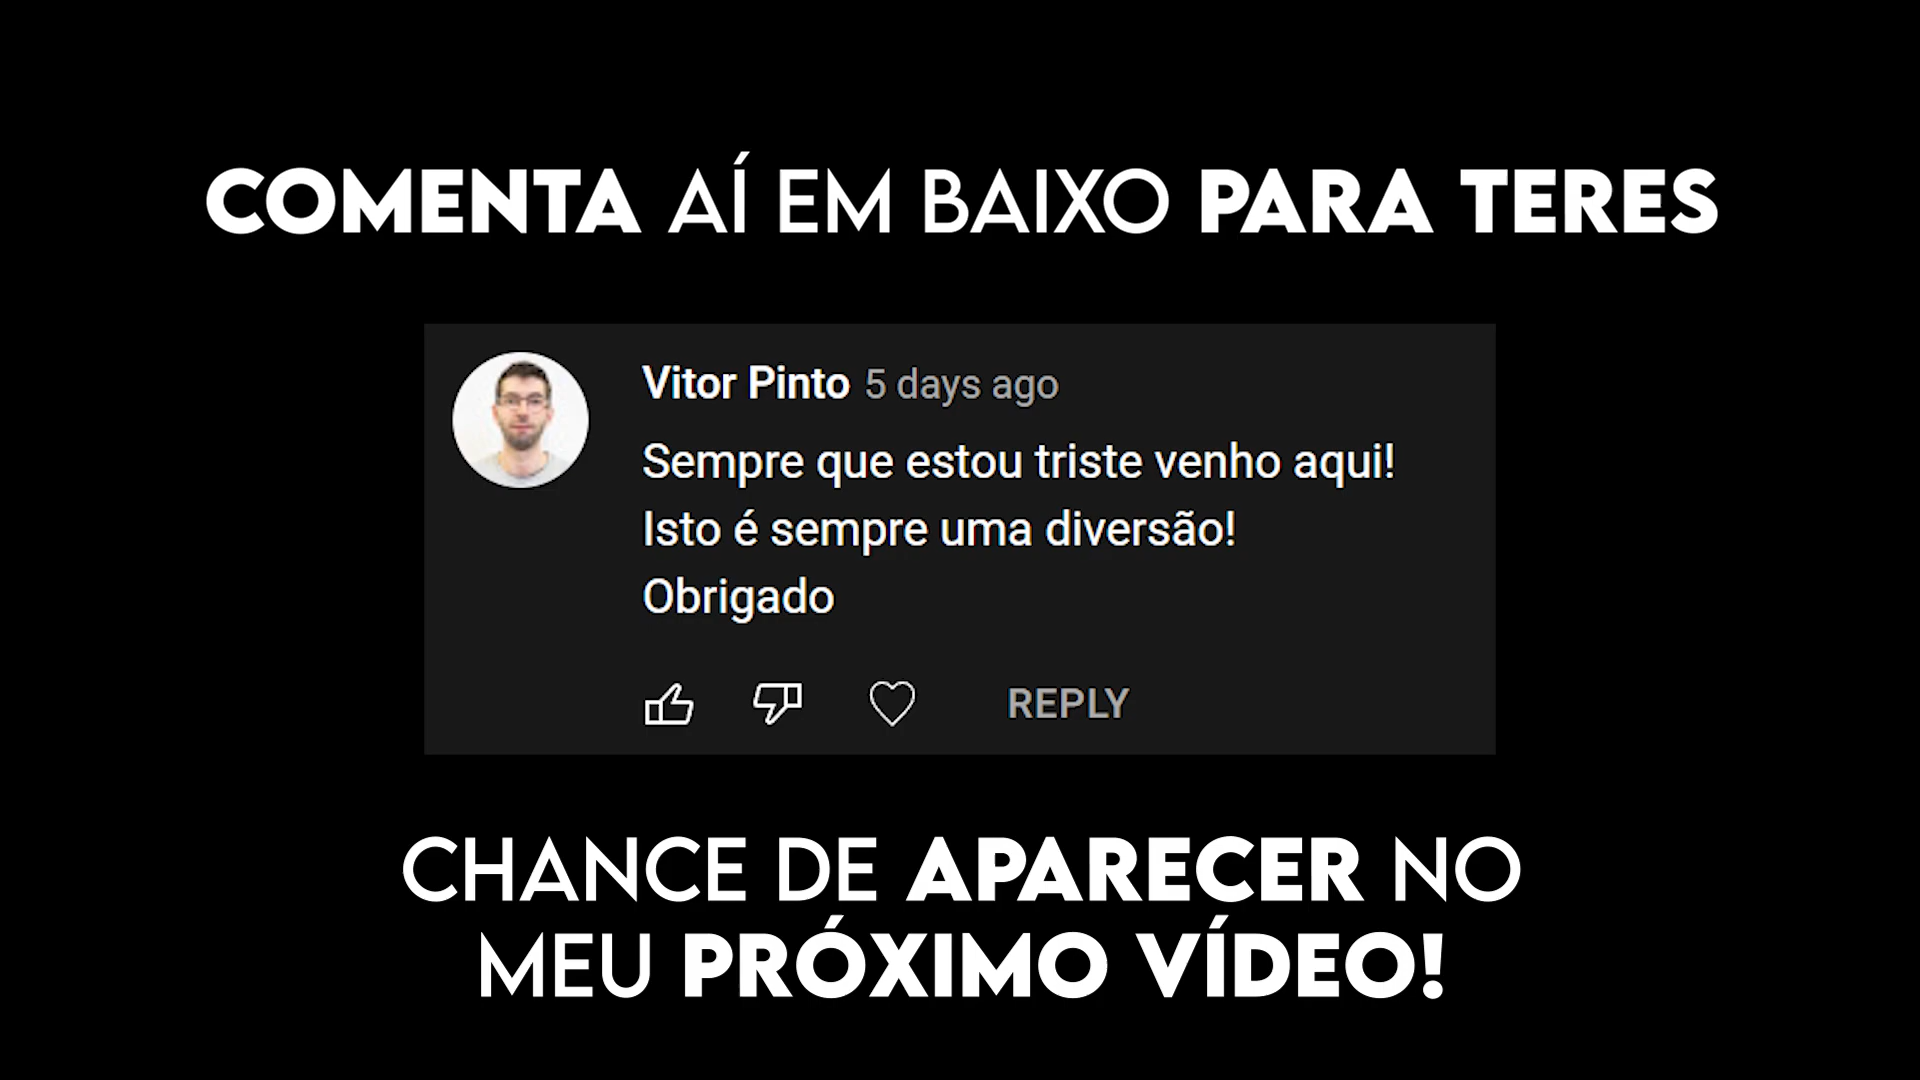 COMENTA AÍ EM BAIXO PARA TERES
Vitor Pinto 5 days ago
Sempre que estou triste venho aqui!
Isto é sempre uma diversão!
Obrigado
REPLY
CHANCE DE APARECER NO
MEU PRÓXIMO VÍDEO!